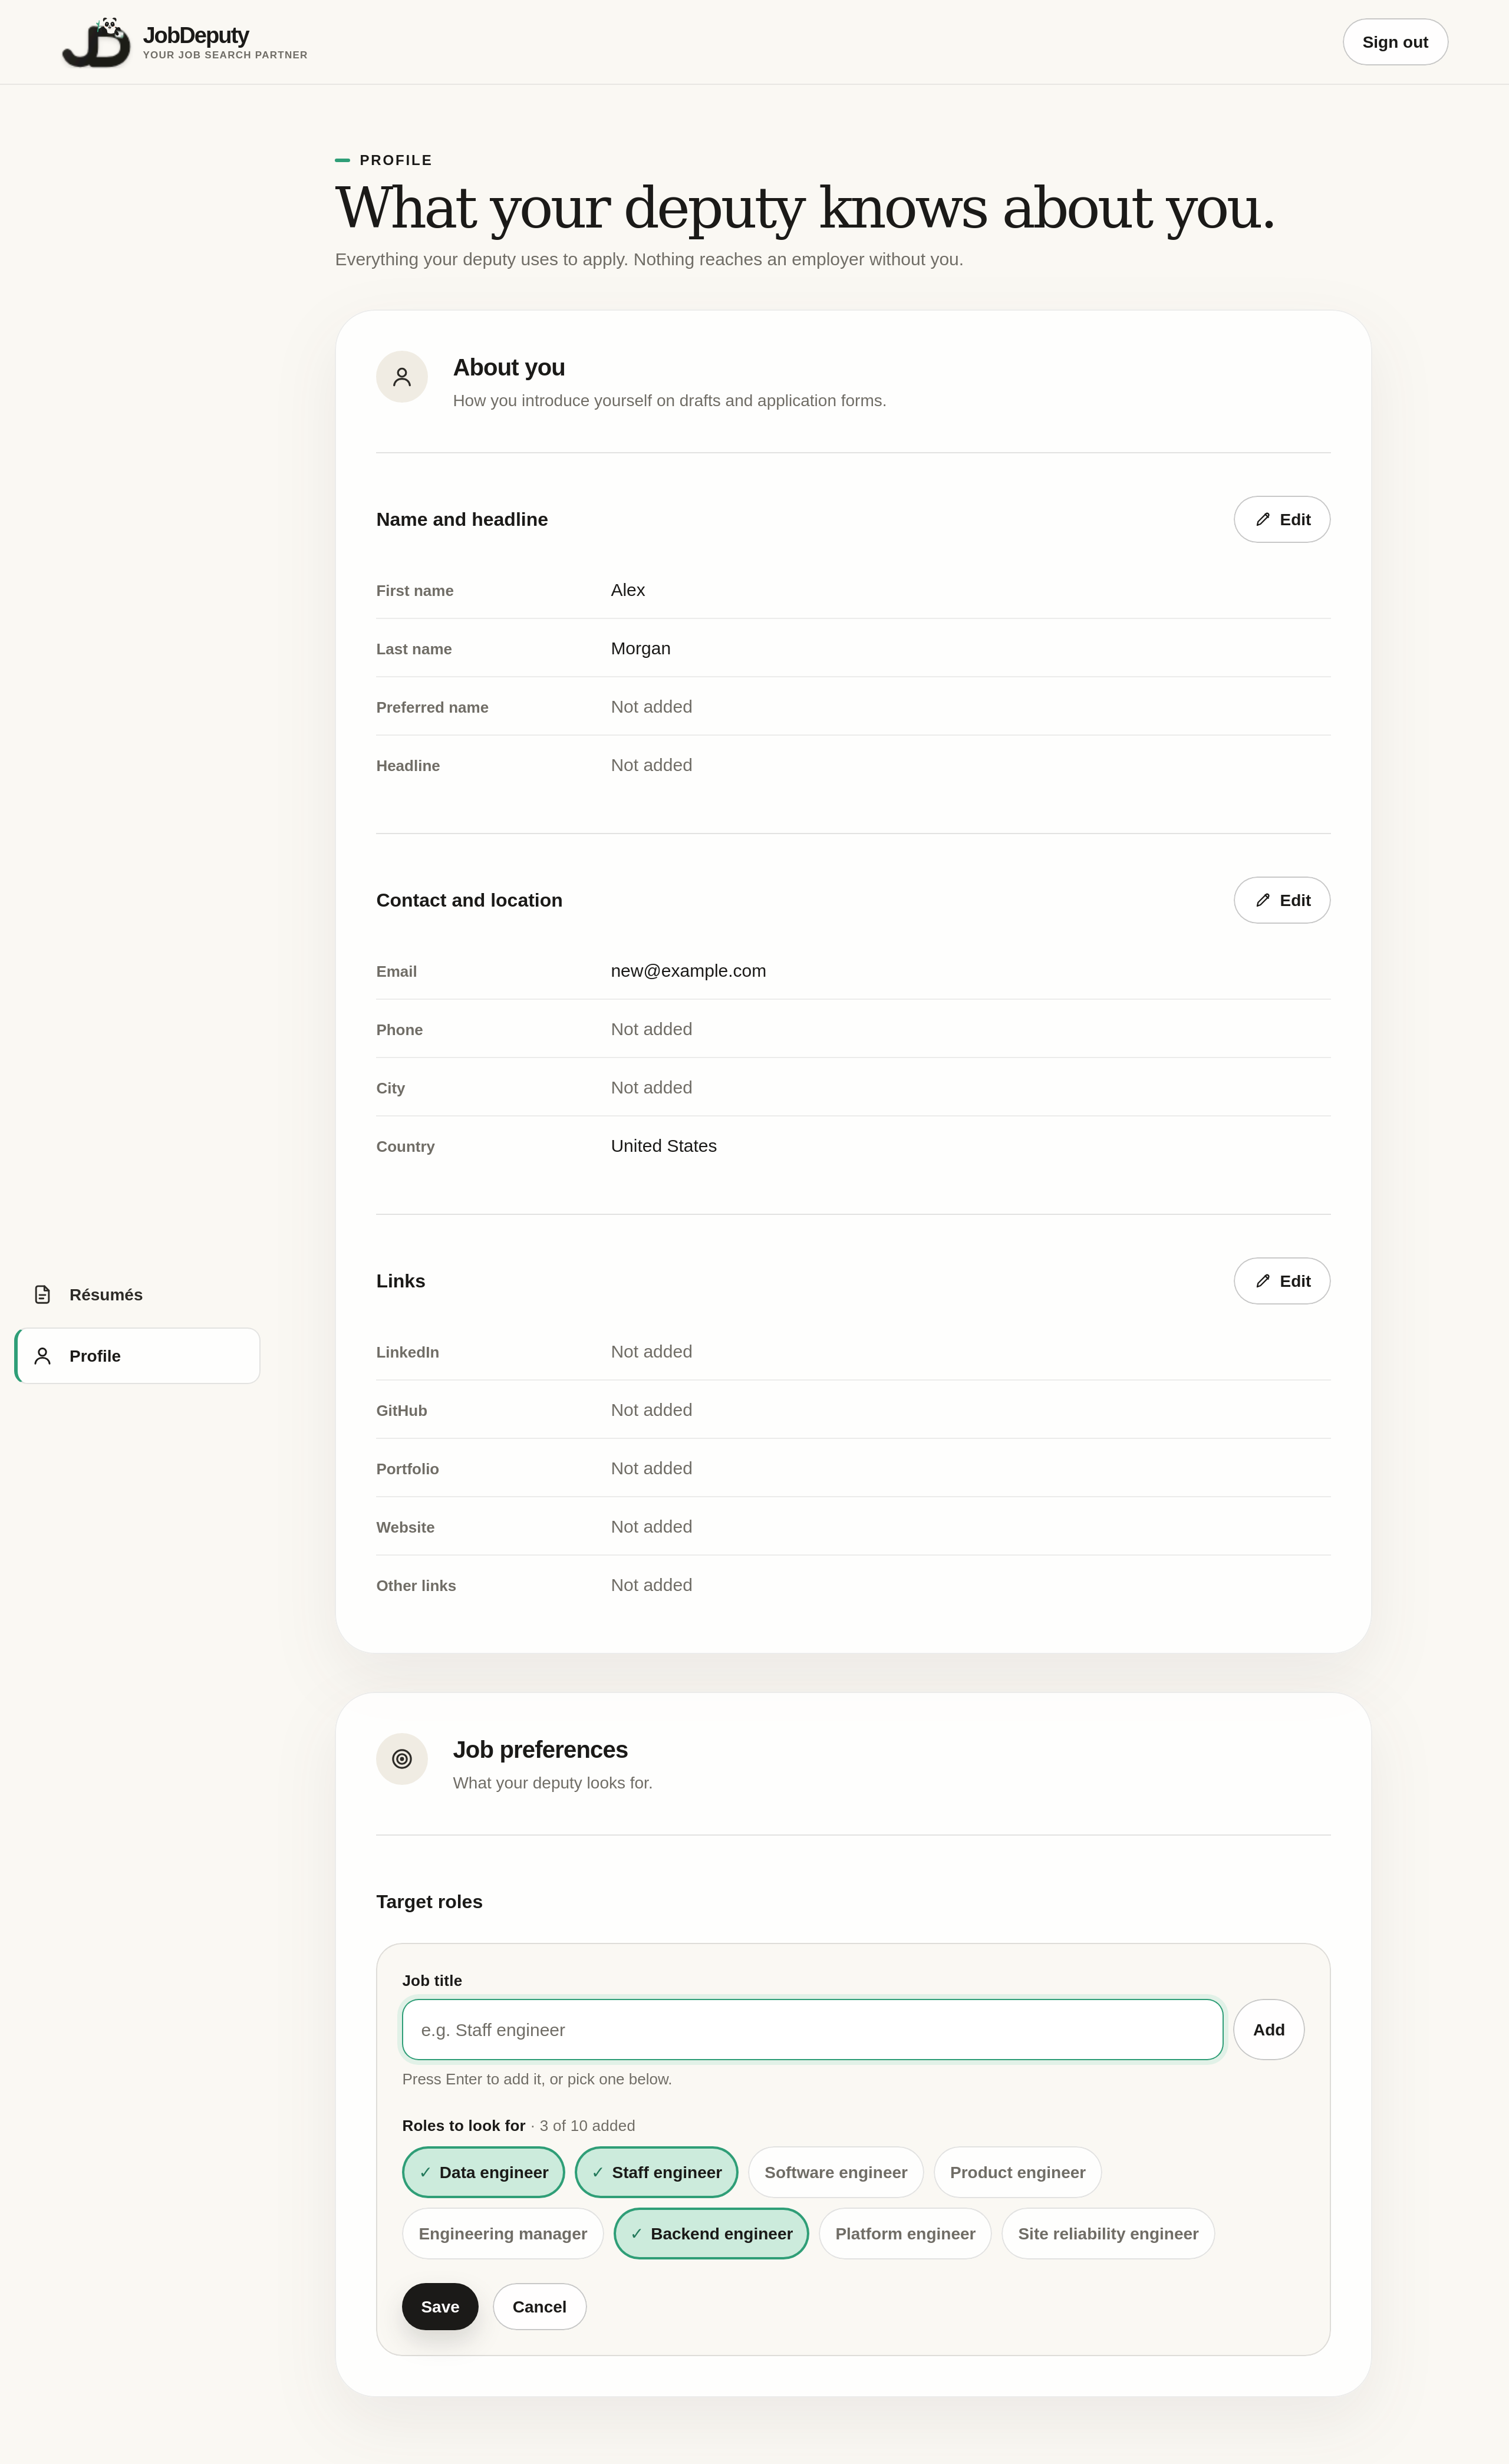 JobDeputy
YOUR JOB SEARCH PARTNER
Sign out
PROFILE
What your deputy knows about you.
Everything your deputy uses to apply. Nothing reaches an employer without you.
About you
How you introduce yourself on drafts and application forms.
Name and headline
Edit
First name Alex
Last name Morgan
Preferred name Not added
Headline Not added
Contact and location
Edit
Email new@example.com
Phone Not added
City Not added
Country United States
Résumés
Profile
Links
Edit
LinkedIn Not added
GitHub Not added
Portfolio Not added
Website Not added
Other links Not added
Job preferences
What your deputy looks for.
Target roles
Job title
e.g. Staff engineer
Add
Press Enter to add it, or pick one below.
Roles to look for · 3 of 10 added
✓ Data engineer ✓ Staff engineer Software engineer Product engineer
Engineering manager ✓ Backend engineer Platform engineer Site reliability engineer
Save Cancel